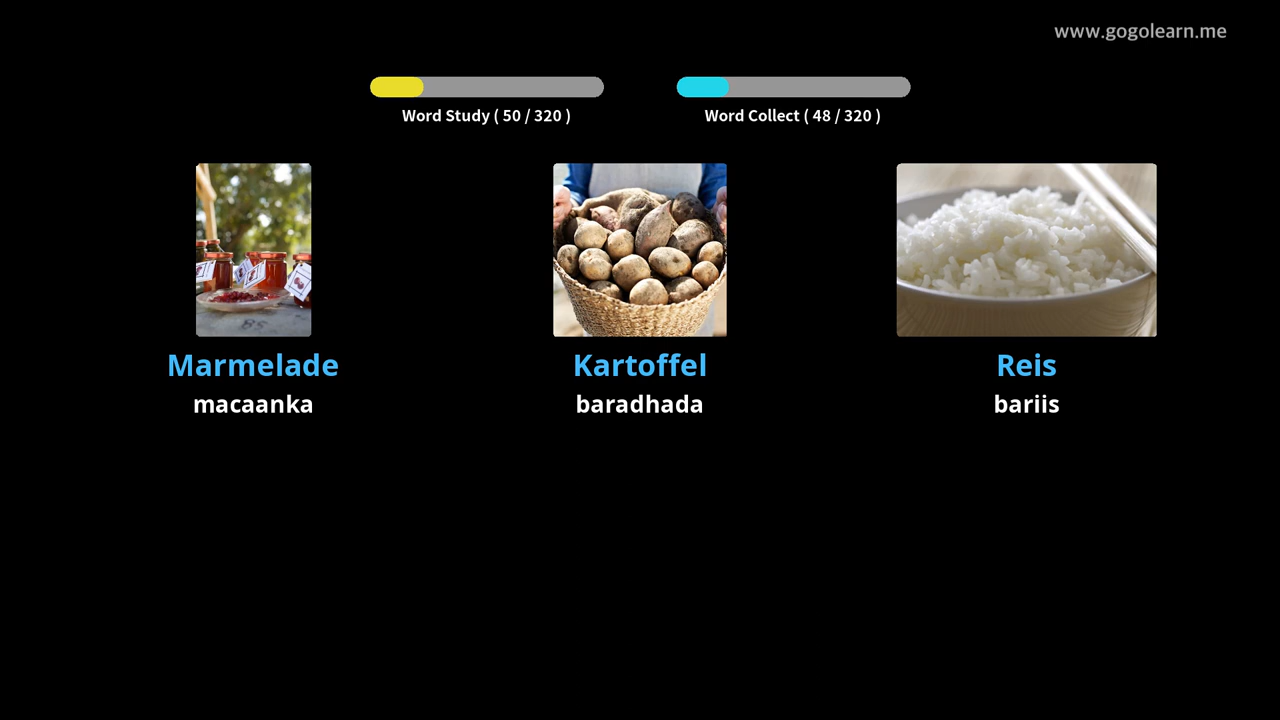 www.gogolearn.me
Word Study ( 50 / 320 )
Word Collect ( 48 / 320 )
Marmelade
macaanka
Kartoffel
baradhada
Reis
bariis